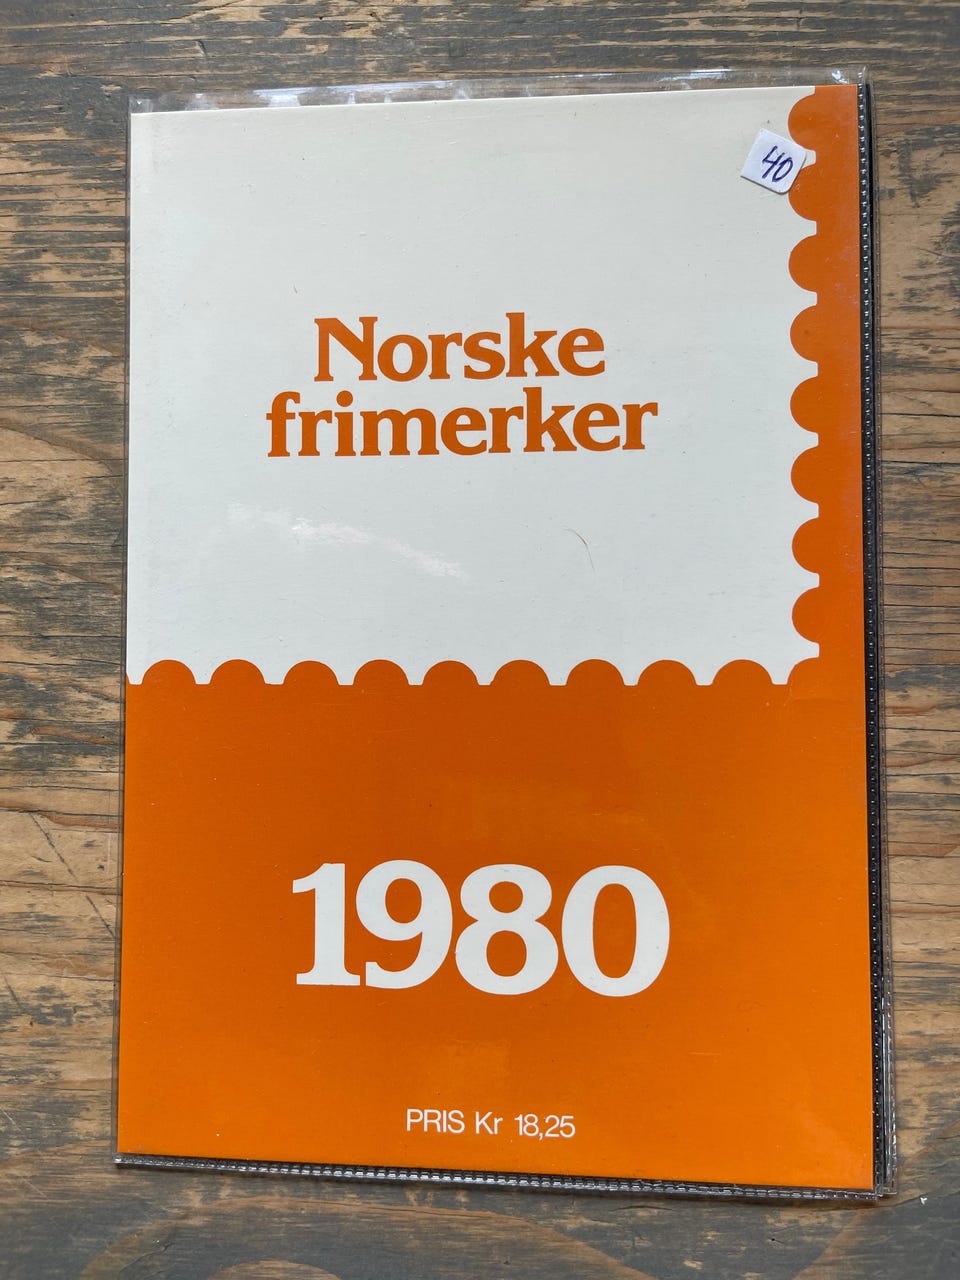 40
Norske
frimerker
1980
PRIS Kr 18,25